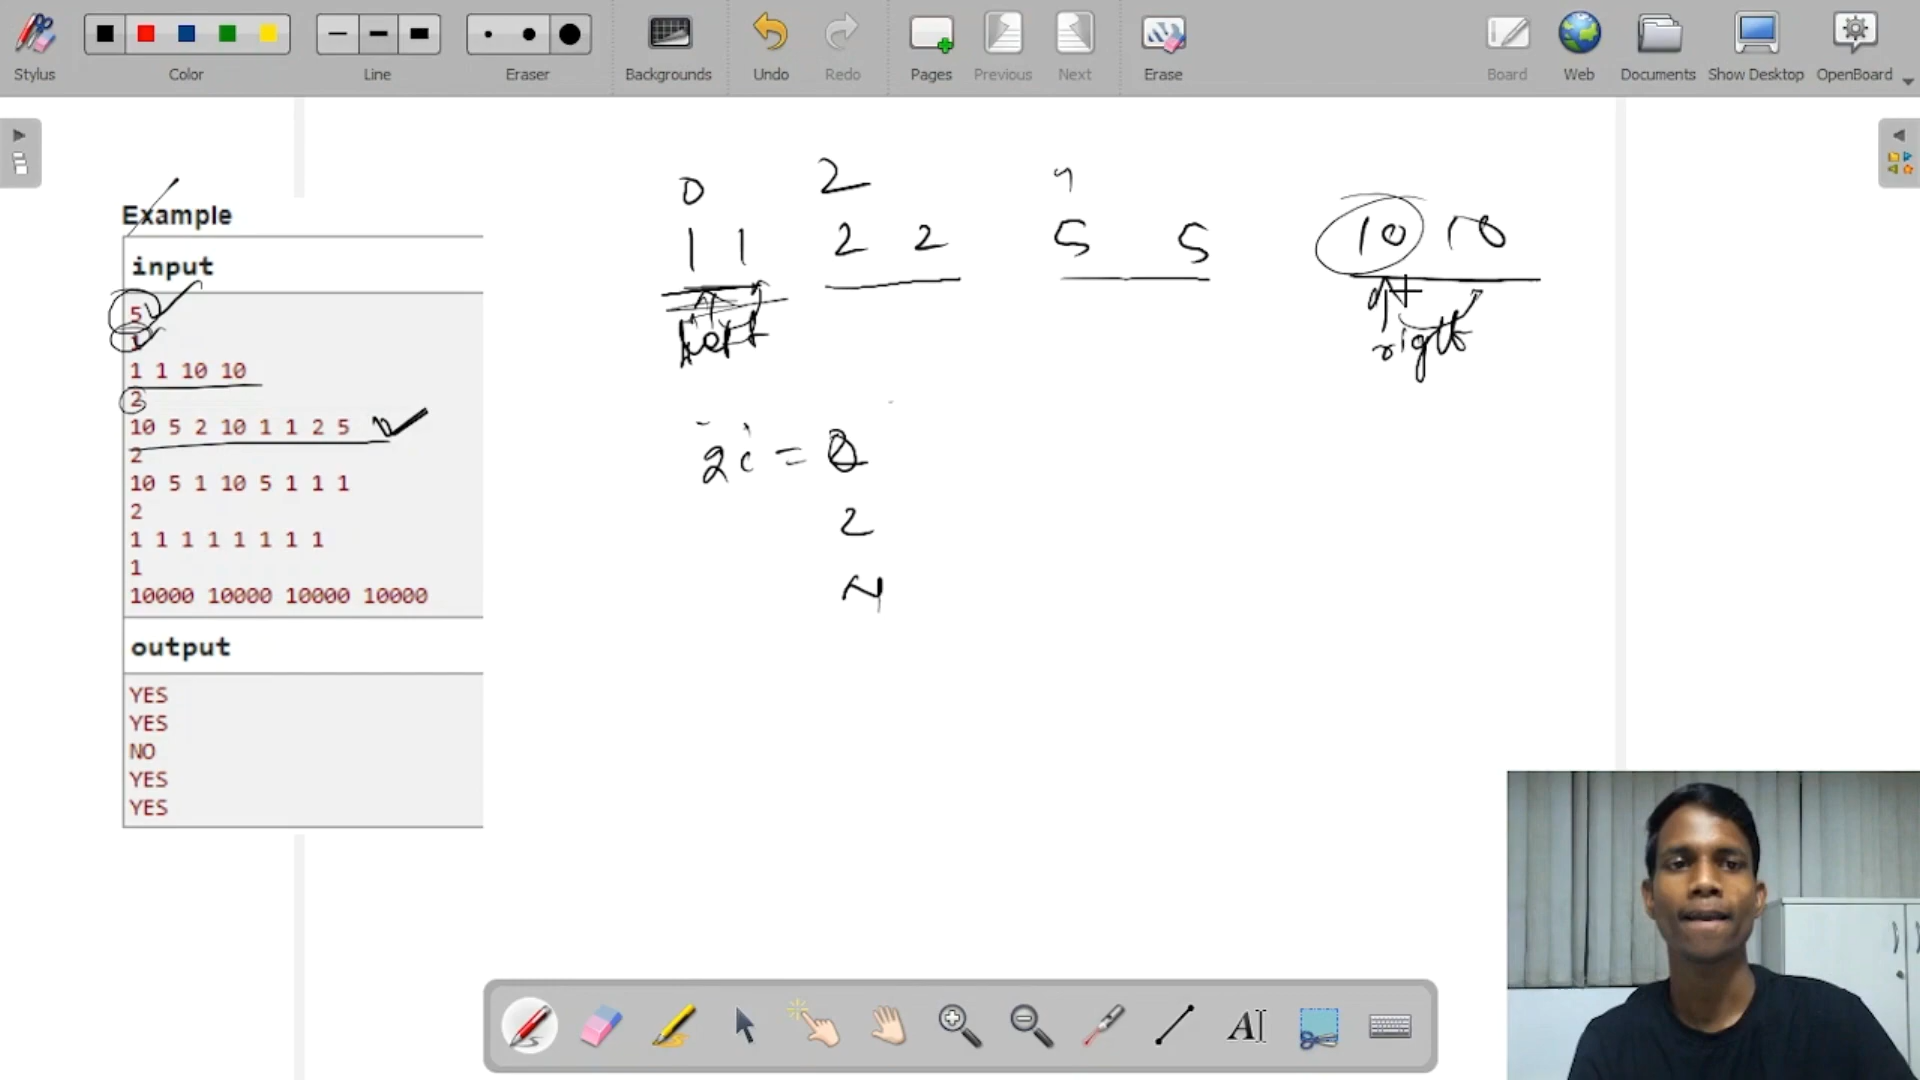 Stylus
Color
Line
Eraser
Backgrounds
Undo
Redo
Pages
Previous
Next
Erase
Board
Web
Documents
Show Desktop
OpenBoard
Example
input
5
1
1 1 10 10
2
10 5 2 10 1 1 2 5
2
10 5 1 10 5 1 1 1
2
1 1 1 1 1 1 1 1
1
10000 10000 10000 10000
output
YES
YES
NO
YES
YES
0 2
1 1 2 2 5 5 10 10
left
right
2i = 0
2
4